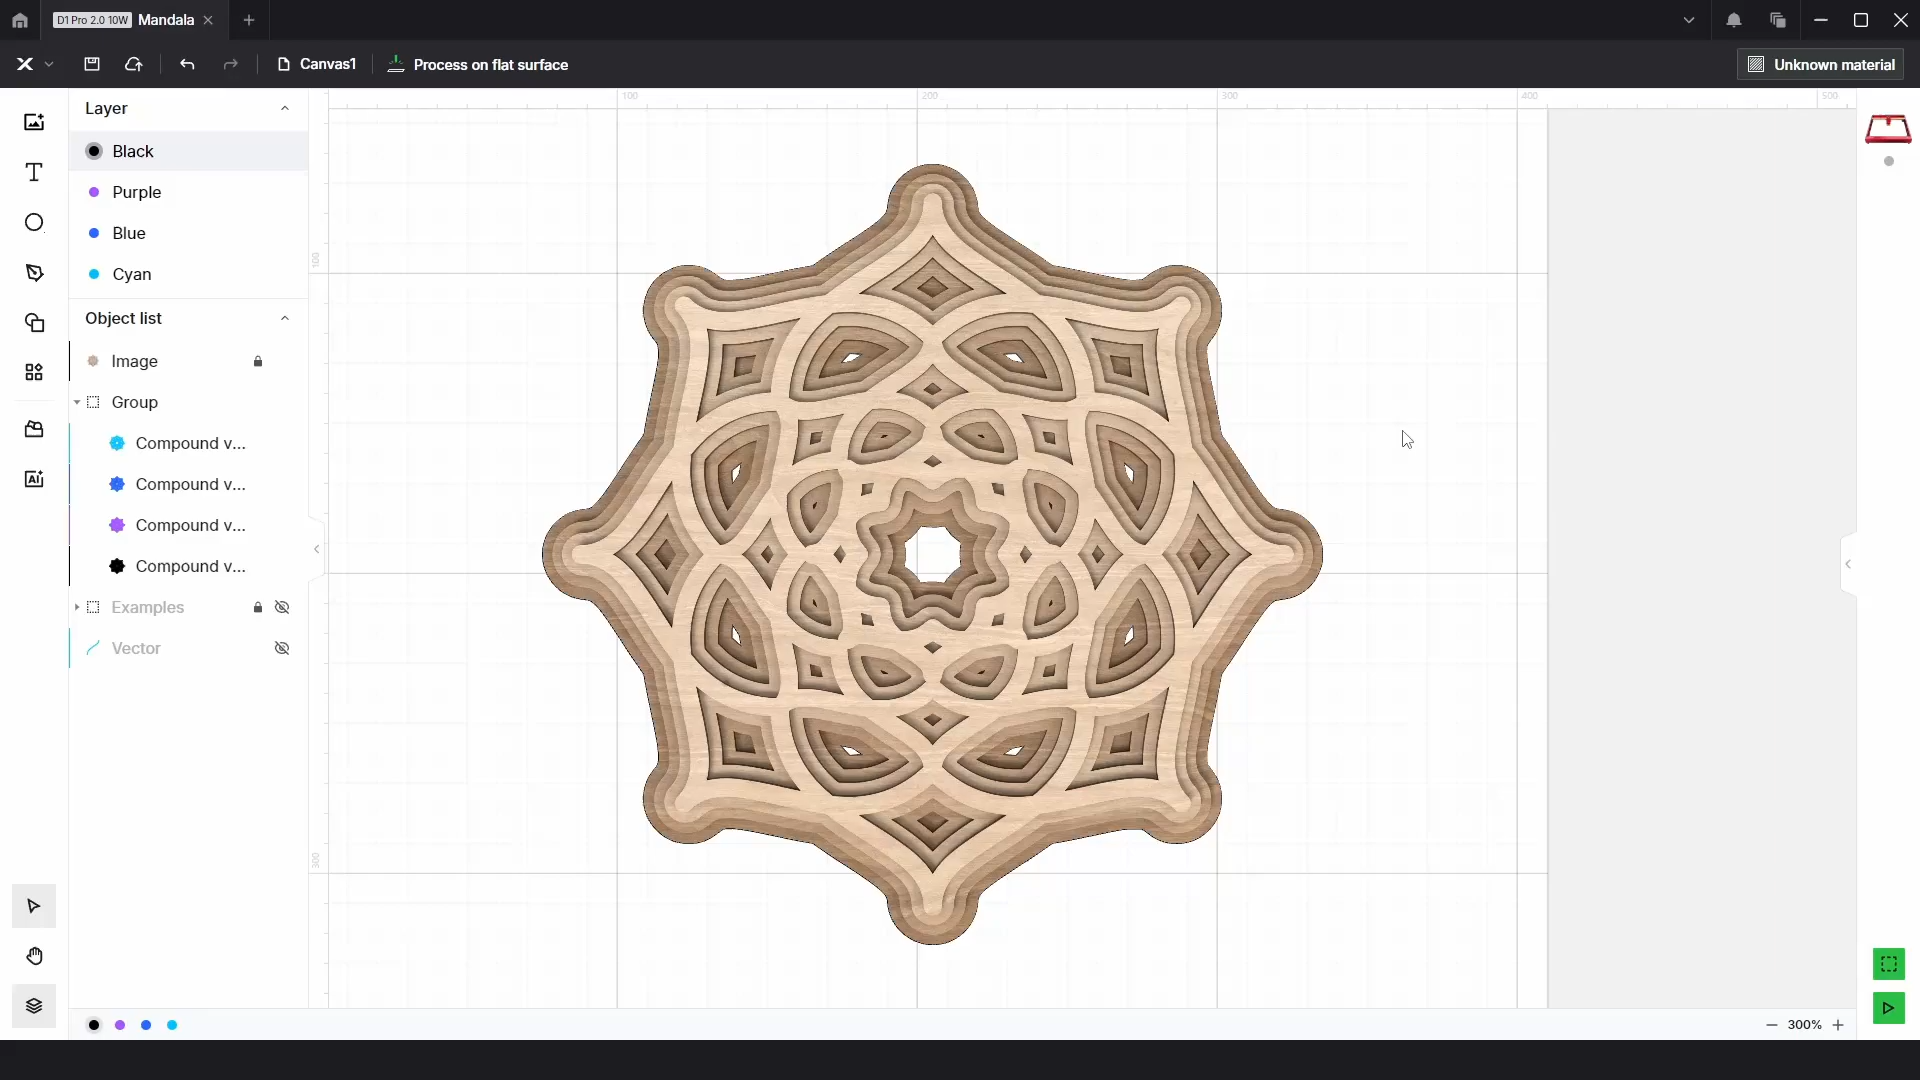 D1 Pro 2.0 10W Mandala
Canvas1
Process on flat surface
Unknown material
Layer
Black
Purple
Blue
Cyan
Object list
Image
Group
Compound v...
Compound v...
Compound v...
Compound v...
Examples
Vector
AI
100
200
300
400
500
100
300
300%